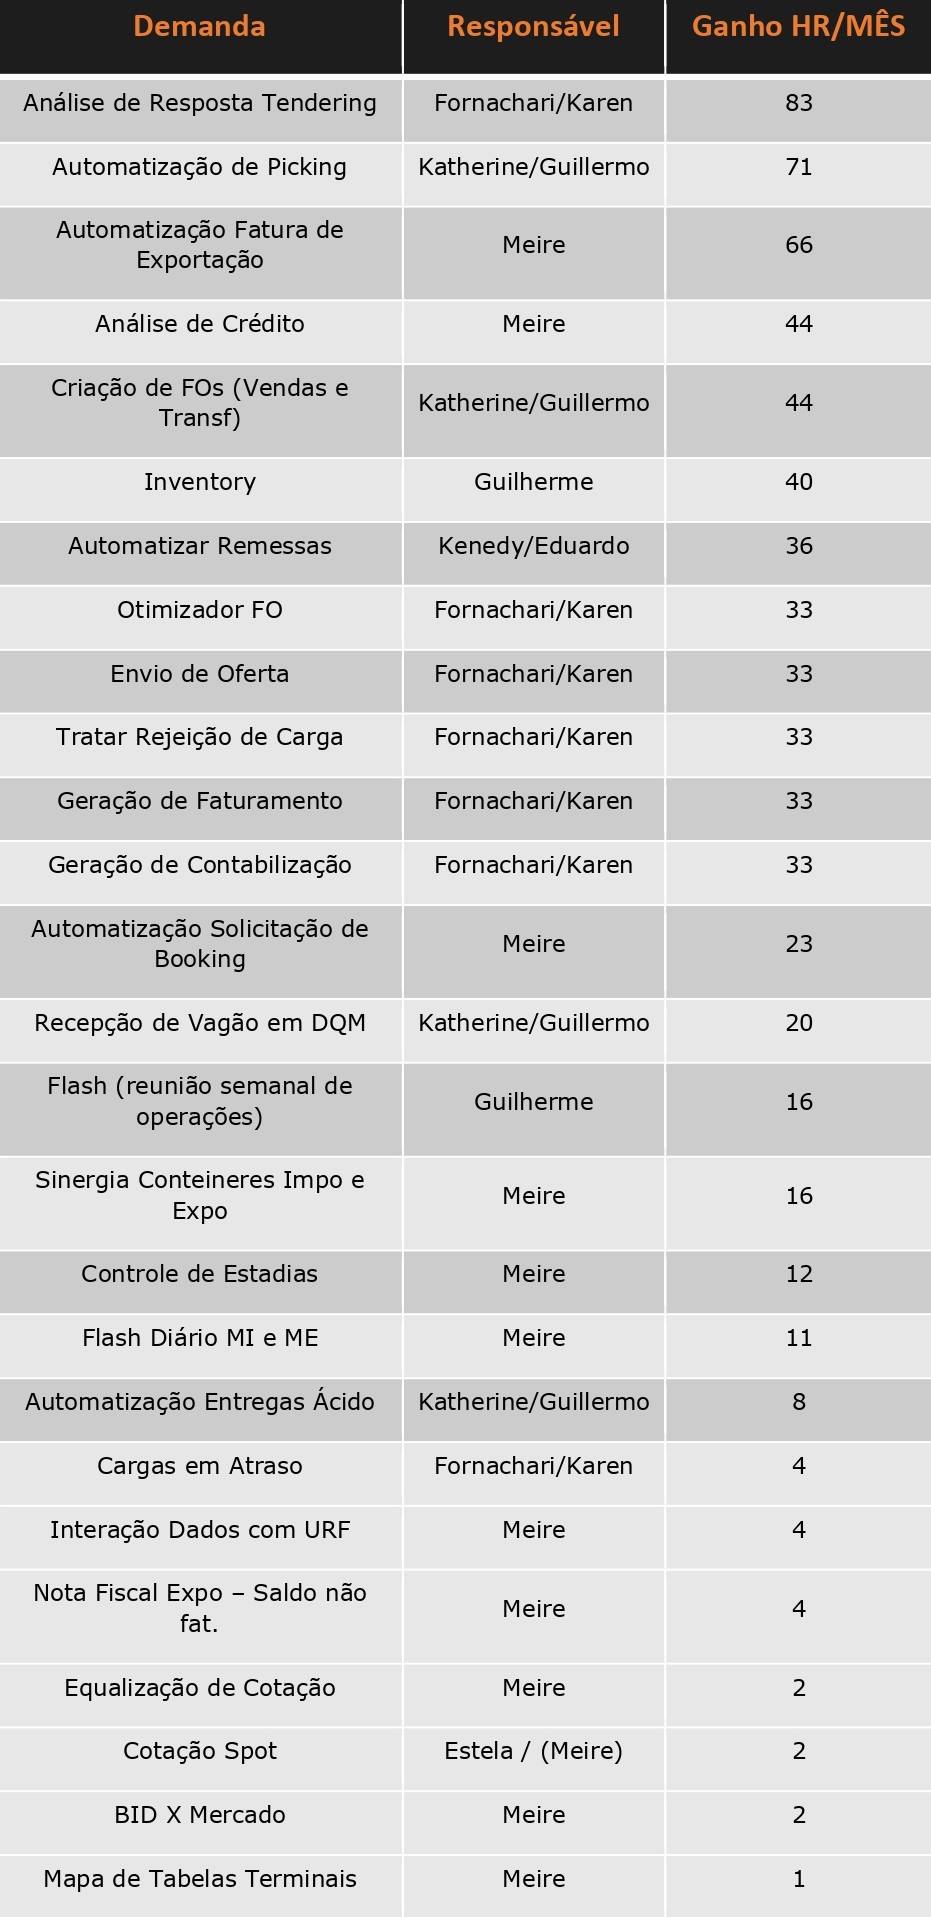 Demanda Responsável Ganho HR/MÊS
Análise de Resposta Tendering Fornachari/Karen 83
Automatização de Picking Katherine/Guillermo 71
Automatização Fatura de
Exportação Meire 66
Análise de Crédito Meire 44
Criação de FOs (Vendas e
Transf) Katherine/Guillermo 44
Inventory Guilherme 40
Automatizar Remessas Kenedy/Eduardo 36
Otimizador FO Fornachari/Karen 33
Envio de Oferta Fornachari/Karen 33
Tratar Rejeição de Carga Fornachari/Karen 33
Geração de Faturamento Fornachari/Karen 33
Geração de Contabilização Fornachari/Karen 33
Automatização Solicitação de
Booking Meire 23
Recepção de Vagão em DQM Katherine/Guillermo 20
Flash (reunião semanal de
operações) Guilherme 16
Sinergia Conteineres Impo e
Expo Meire 16
Controle de Estadias Meire 12
Flash Diário MI e ME Meire 11
Automatização Entregas Ácido Katherine/Guillermo 8
Cargas em Atraso Fornachari/Karen 4
Interação Dados com URF Meire 4
Nota Fiscal Expo – Saldo não
fat. Meire 4
Equalização de Cotação Meire 2
Cotação Spot Estela / (Meire) 2
BID X Mercado Meire 2
Mapa de Tabelas Terminais Meire 1